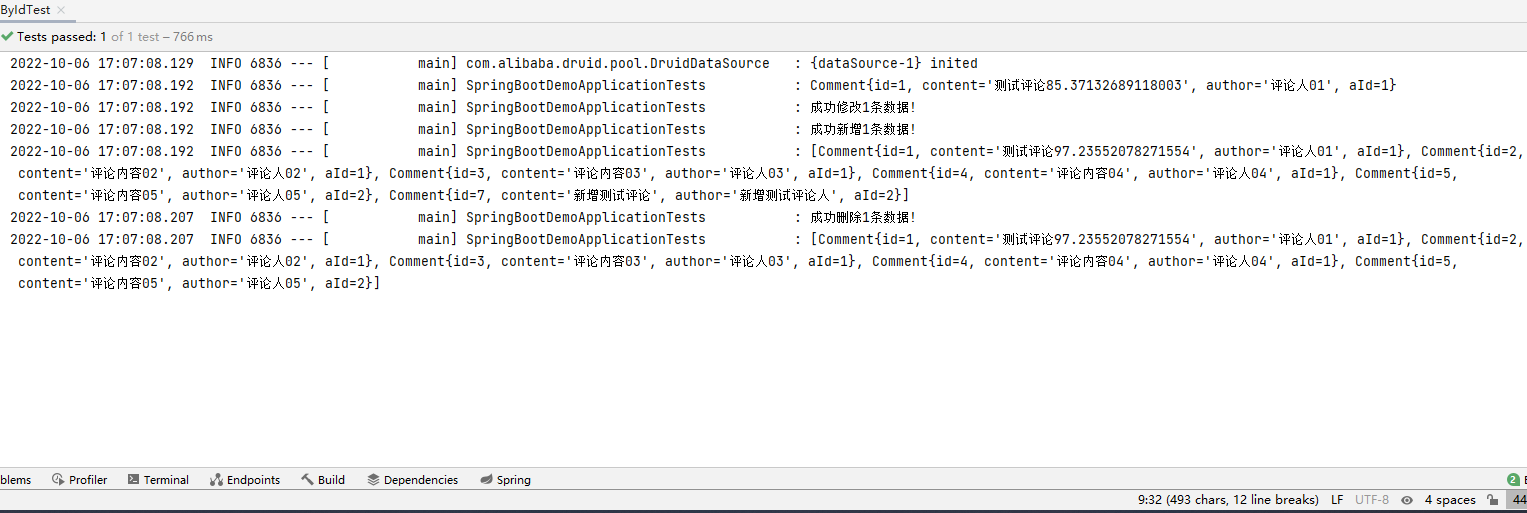 ByIdTest
Tests passed: 1 of 1 test – 766 ms
2022-10-06 17:07:08.129  INFO 6836 --- [           main] com.alibaba.druid.pool.DruidDataSource   : {dataSource-1} inited
2022-10-06 17:07:08.192  INFO 6836 --- [           main] SpringBootDemoApplicationTests           : Comment{id=1, content='测试评论85.37132689118003', author='评论人01', aId=1}
2022-10-06 17:07:08.192  INFO 6836 --- [           main] SpringBootDemoApplicationTests           : 成功修改1条数据!
2022-10-06 17:07:08.192  INFO 6836 --- [           main] SpringBootDemoApplicationTests           : 成功新增1条数据!
2022-10-06 17:07:08.192  INFO 6836 --- [           main] SpringBootDemoApplicationTests           : [Comment{id=1, content='测试评论97.23552078271554', author='评论人01', aId=1}, Comment{id=2,
content='评论内容02', author='评论人02', aId=1}, Comment{id=3, content='评论内容03', author='评论人03', aId=1}, Comment{id=4, content='评论内容04', author='评论人04', aId=1}, Comment{id=5,
content='评论内容05', author='评论人05', aId=2}, Comment{id=7, content='新增测试评论', author='新增测试评论人', aId=2}]
2022-10-06 17:07:08.207  INFO 6836 --- [           main] SpringBootDemoApplicationTests           : 成功删除1条数据!
2022-10-06 17:07:08.207  INFO 6836 --- [           main] SpringBootDemoApplicationTests           : [Comment{id=1, content='测试评论97.23552078271554', author='评论人01', aId=1}, Comment{id=2,
content='评论内容02', author='评论人02', aId=1}, Comment{id=3, content='评论内容03', author='评论人03', aId=1}, Comment{id=4, content='评论内容04', author='评论人04', aId=1}, Comment{id=5,
content='评论内容05', author='评论人05', aId=2}]
blems Profiler Terminal Endpoints Build Dependencies Spring 2
9:32 (493 chars, 12 line breaks) LF UTF-8 4 spaces 44